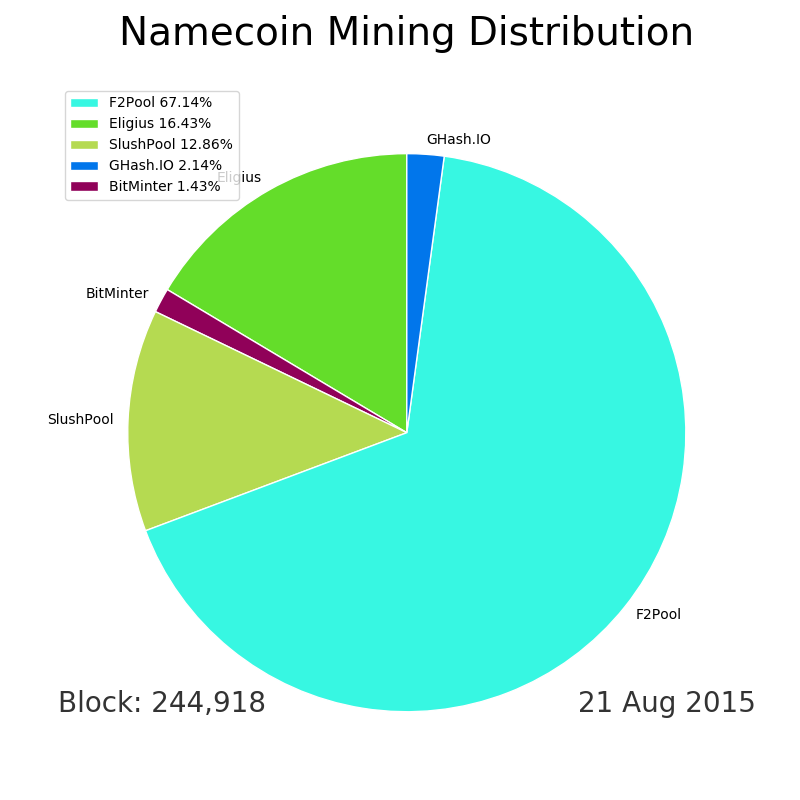 Namecoin Mining Distribution
F2Pool 67.14%
Eligius 16.43%
SlushPool 12.86%
GHash.IO 2.14%
BitMinter 1.43%
GHash.IO
Eligius
BitMinter
SlushPool
F2Pool
Block: 244,918
21 Aug 2015